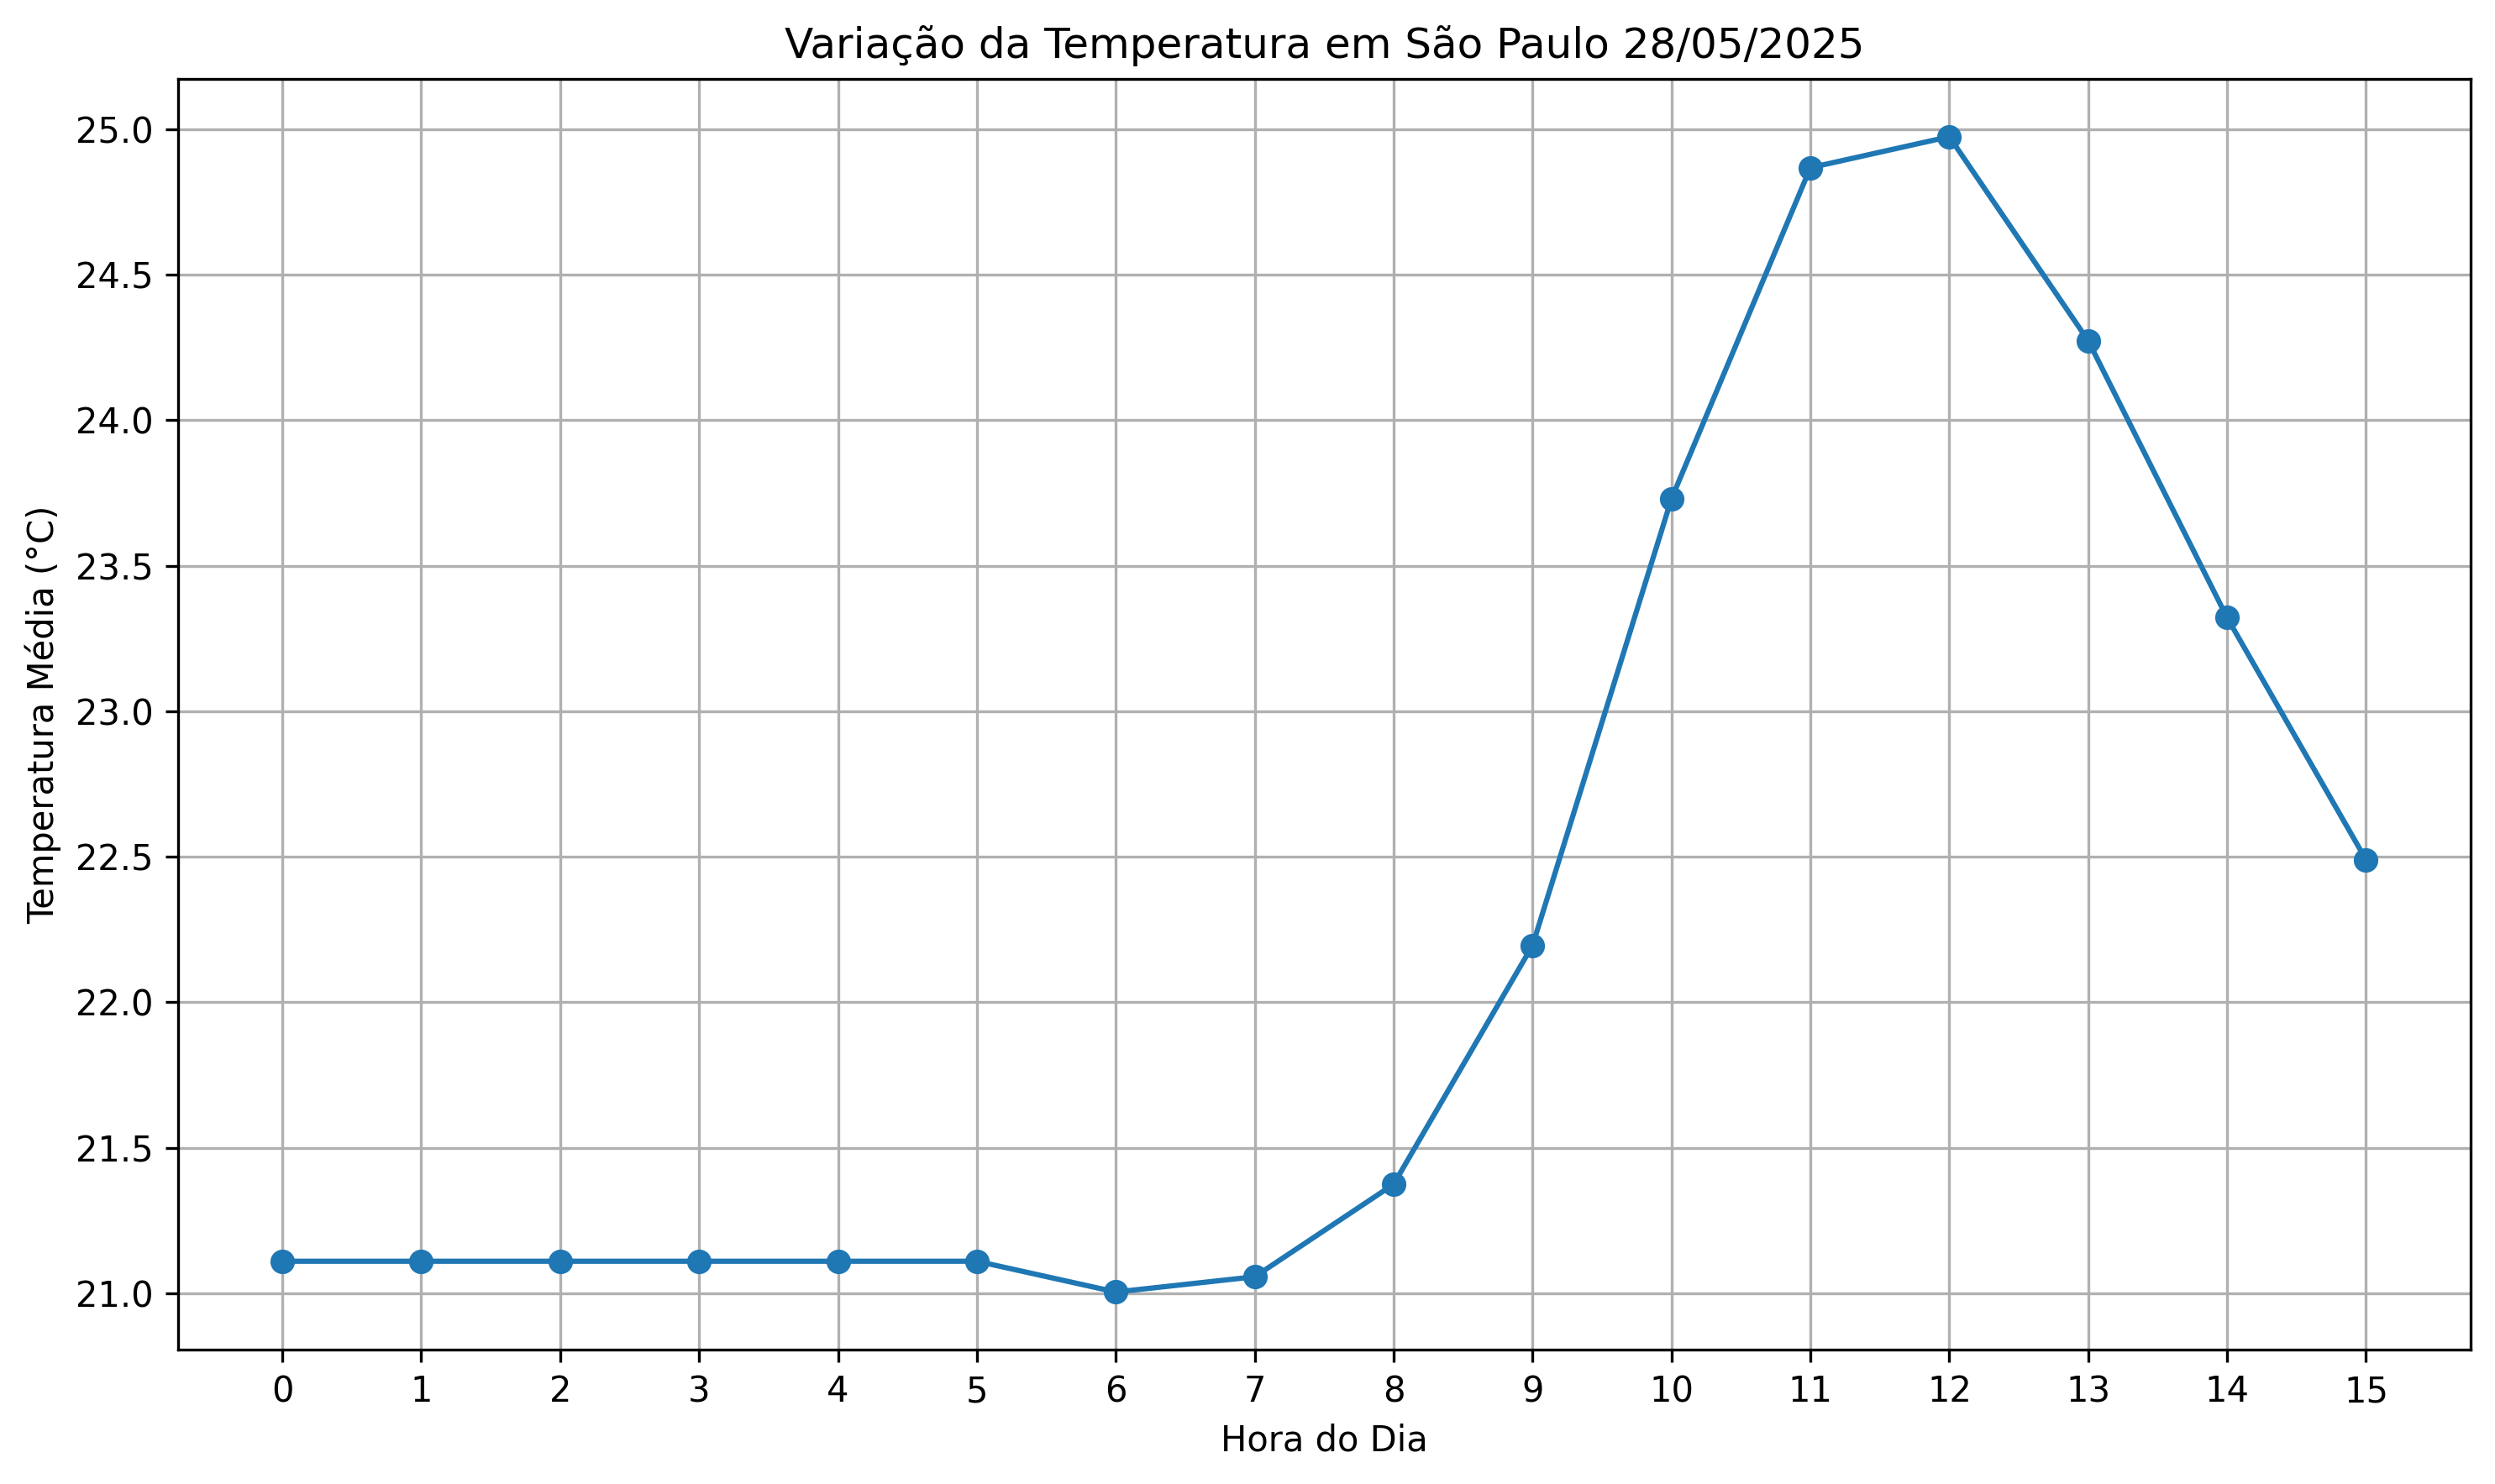 Variação da Temperatura em São Paulo 28/05/2025
25.0
24.5
24.0
23.5
23.0
22.5
22.0
21.5
21.0
Temperatura Média (°C)
0 1 2 3 4 5 6 7 8 9 10 11 12 13 14 15
Hora do Dia